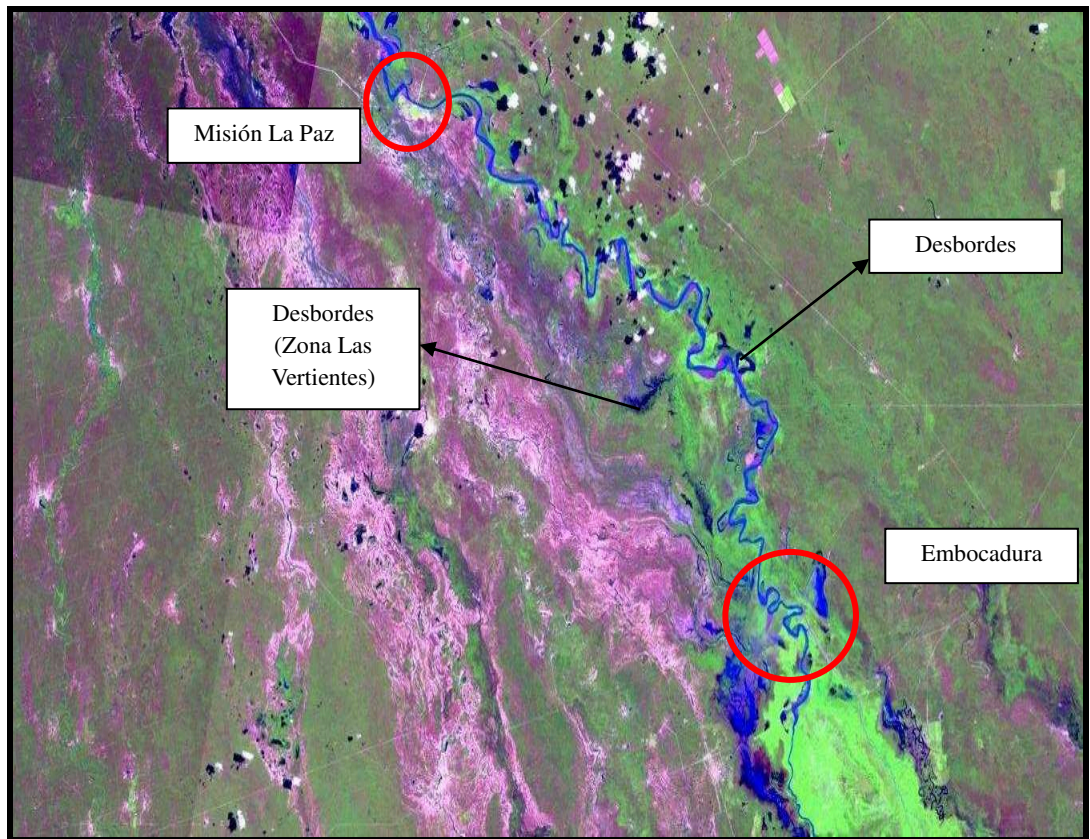 Misión La Paz
Desbordes
Desbordes
(Zona Las
Vertientes)
Embocadura